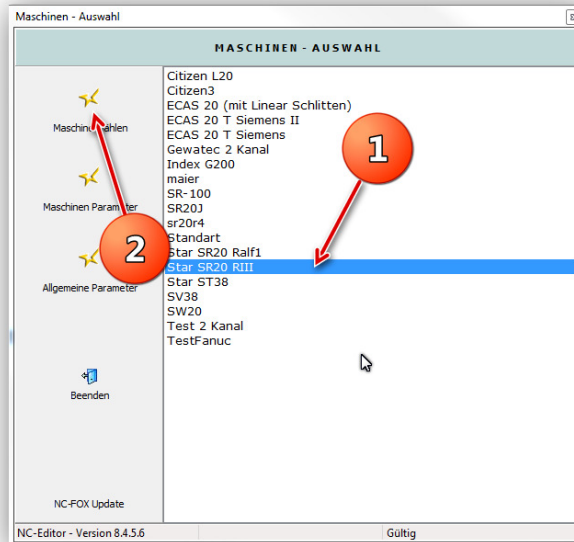 Maschinen - Auswahl
MASCHINEN - AUSWAHL
Maschine wählen
Maschinen Parameter
Allgemeine Parameter
Beenden
NC-FOX Update
Citizen L20
Citizen3
ECAS 20 (mit Linear Schlitten)
ECAS 20 T Siemens II
ECAS 20 T Siemens
Gewatec 2 Kanal
Index G200
maier
SR-100
SR20J
sr20r4
Standart
Star SR20 Ralf1
Star SR20 RIII
Star ST38
SV38
SW20
Test 2 Kanal
TestFanuc
1
2
NC-Editor - Version 8.4.5.6
Gültig